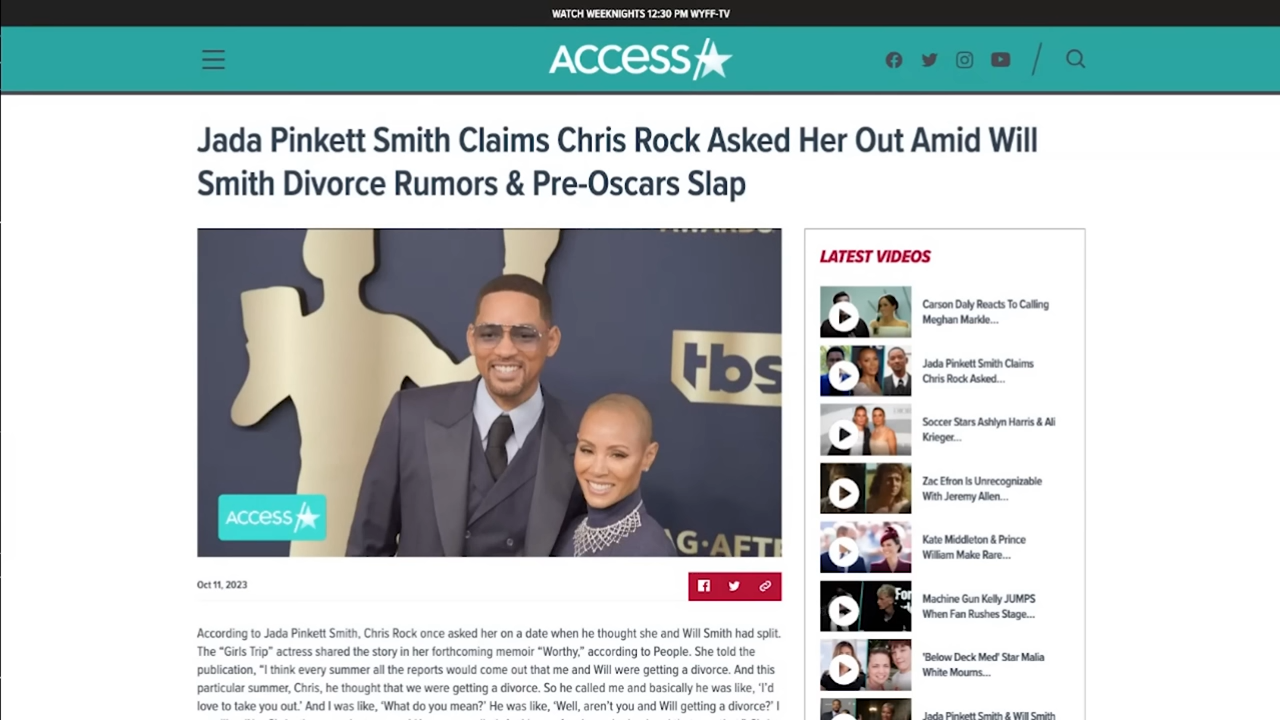 WATCH WEEKNIGHTS 12:30 PM WYFF-TV
ACCESS
Jada Pinkett Smith Claims Chris Rock Asked Her Out Amid Will
Smith Divorce Rumors & Pre-Oscars Slap
AWARDS
tbs
G·AFT
ACCESS
Oct 11, 2023
According to Jada Pinkett Smith, Chris Rock once asked her on a date when he thought she and Will Smith had split.
The “Girls Trip” actress shared the story in her forthcoming memoir “Worthy,” according to People. She told the
publication, “I think every summer all the reports would come out that me and Will were getting a divorce. And this
particular summer, Chris, he thought that we were getting a divorce. So he called me and basically he was like, ‘I’d
love to take you out.’ And I was like, ‘What do you mean?’ He was like, ‘Well, aren’t you and Will getting a divorce?’ I
LATEST VIDEOS
Carson Daly Reacts To Calling
Meghan Markle...
Jada Pinkett Smith Claims
Chris Rock Asked...
Soccer Stars Ashlyn Harris & Ali
Krieger...
Zac Efron Is Unrecognizable
With Jeremy Allen...
Kate Middleton & Prince
William Make Rare...
Machine Gun Kelly JUMPS
When Fan Rushes Stage...
'Below Deck Med' Star Malia
White Mourns...
Jada Pinkett Smith & Will Smith